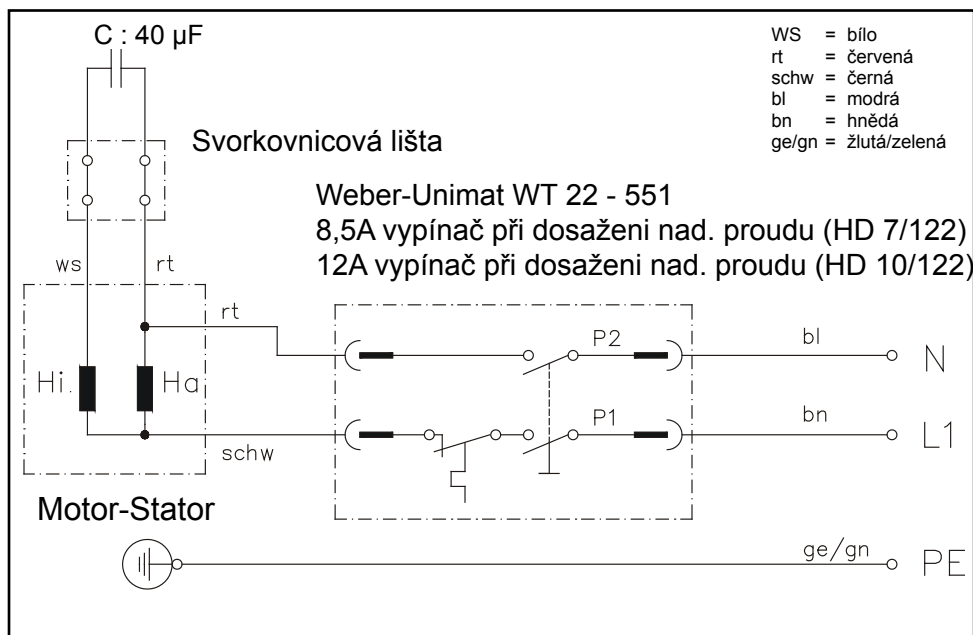 C : 40 µF
WS = bílo
rt = červená
schw = černá
bl = modrá
bn = hnědá
ge/gn = žlutá/zelená
Svorkovnicová lišta
Weber-Unimat WT 22 - 551
8,5A vypínač při dosaženi nad. proudu (HD 7/122)
12A vypínač při dosaženi nad. proudu (HD 10/122)
ws rt
rt P2 bl N
Hi. Ha
schw P1 bn L1
Motor-Stator
ge/gn PE